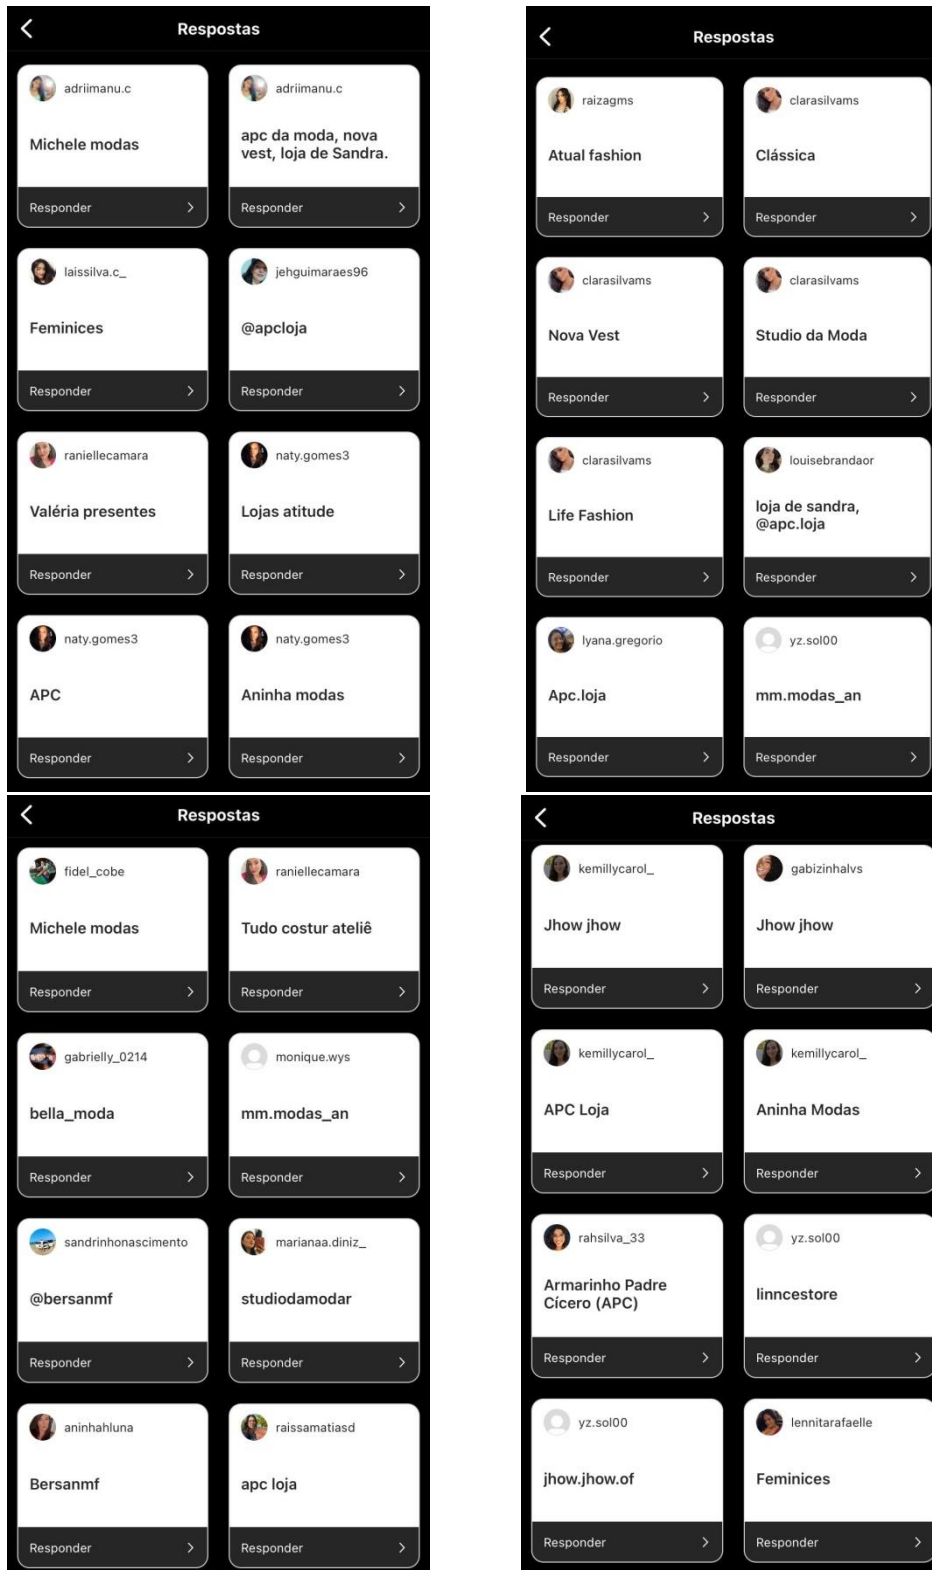 Respostas
adriimanu.c
Michele modas
Responder
adriimanu.c
apc da moda, nova
vest, loja de Sandra.
Responder
laissilva.c_
Feminices
Responder
jehguimaraes96
@apcloja
Responder
raniellecamara
Valéria presentes
Responder
naty.gomes3
Lojas atitude
Responder
naty.gomes3
APC
Responder
naty.gomes3
Aninha modas
Responder
Respostas
raizagms
Atual fashion
Responder
clarasilvams
Clássica
Responder
clarasilvams
Nova Vest
Responder
clarasilvams
Studio da Moda
Responder
clarasilvams
Life Fashion
Responder
louisebrandaor
loja de sandra,
@apc.loja
Responder
lyana.gregorio
Apc.loja
Responder
yz.sol00
mm.modas_an
Responder
Respostas
fidel_cobe
Michele modas
Responder
raniellecamara
Tudo costur ateliê
Responder
gabrielly_0214
bella_moda
Responder
monique.wys
mm.modas_an
Responder
sandrinhonascimento
@bersanmf
Responder
marianaa.diniz_
studiodamodar
Responder
aninhahluna
Bersanmf
Responder
raissamatiasd
apc loja
Responder
Respostas
kemillycarol_
Jhow jhow
Responder
gabizinhalvs
Jhow jhow
Responder
kemillycarol_
APC Loja
Responder
kemillycarol_
Aninha Modas
Responder
rahsilva_33
Armarinho Padre
Cícero (APC)
Responder
yz.sol00
linncestore
Responder
yz.sol00
jhow.jhow.of
Responder
lennitarafaelle
Feminices
Responder